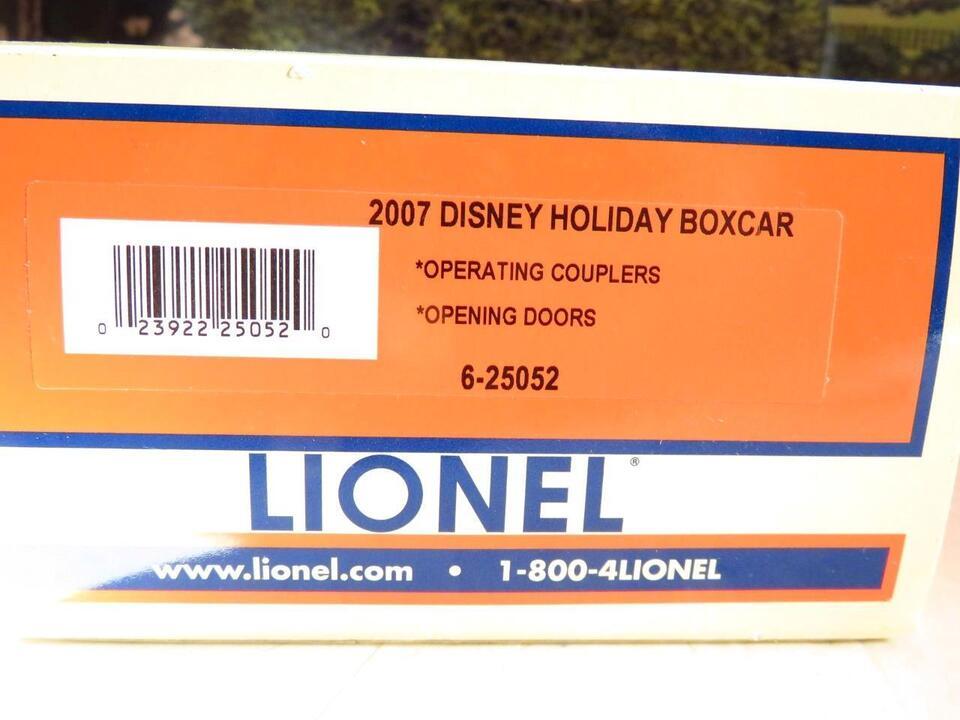 2007 DISNEY HOLIDAY BOXCAR
*OPERATING COUPLERS
*OPENING DOORS
6-25052
0 23922 25052 0
LIONEL®
www.lionel.com • 1-800-4LIONEL